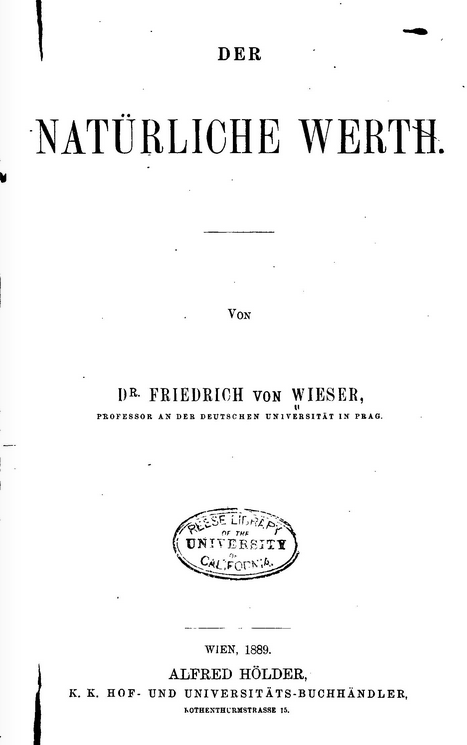 DER
NATÜRLICHE WERTH.
VON
DR. FRIEDRICH VON WIESER,
PROFESSOR AN DER DEUTSCHEN UNIVERSITÄT IN PRAG.
REESE LIBRARY
OF THE
UNIVERSITY
OF
CALIFORNIA.
WIEN, 1889.
ALFRED HÖLDER,
K. K. HOF- UND UNIVERSITÄTS-BUCHHÄNDLER,
ROTHENTHURMSTRASSE 15.